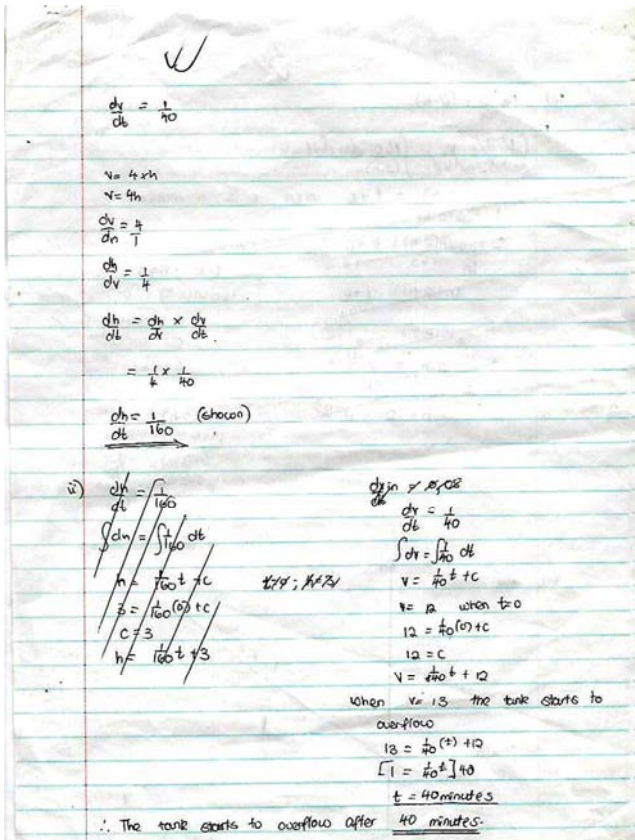 dv/dt = 1/40
v= 4 × h
v= 4h
dv/dh = 4/1
dh/dv = 1/4
dh/dt = dh/dv × dv/dt
= 1/4 × 1/40
dh/dt = 1/160 (shown)
ii)
dh/dt = 1/160
∫dh = ∫1/160 dt
h = 1/160 t + c
3 = 1/160 (0) + c
c = 3
h = 1/160 t + 3
dv/dt = 1/40
∫dv = ∫1/40 dt
v = 1/40 t + c
v= 12 when t=0
12 = 1/40 (0) + c
12 = c
v = 1/40 t + 12
when v= 13 the tank starts to
overflow
13 = 1/40 (t) +12
[1 = 1/40 t] 40
t = 40 minutes
∴ The tank starts to overflow after 40 minutes.